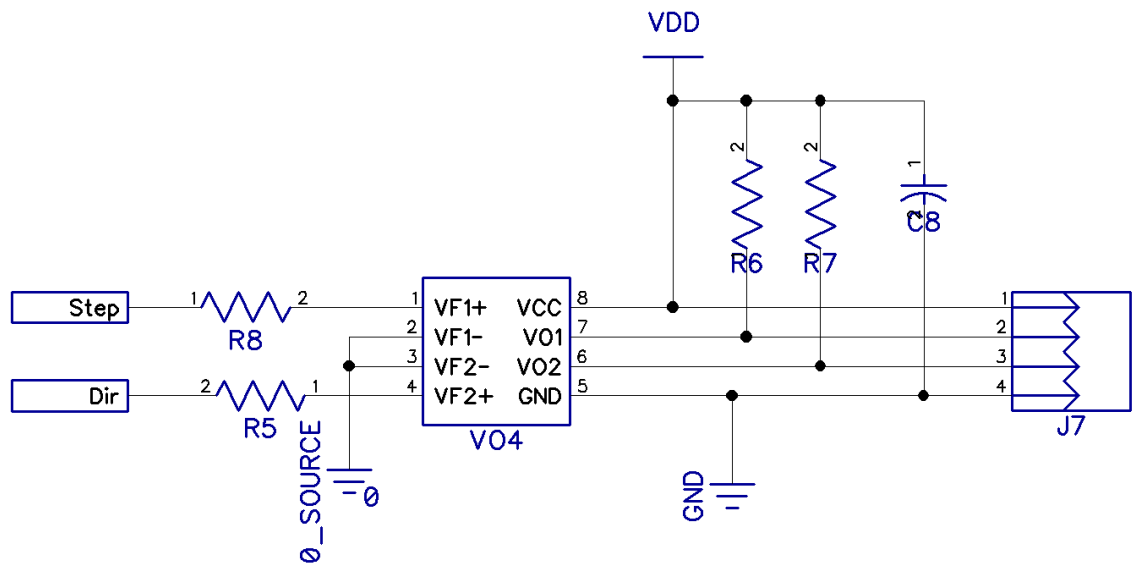 VDD
2
2
1
2
C8
R6
R7
Step
1
2
R8
1
VF1+
VCC
8
1
2
VF1-
VO1
7
2
3
VF2-
VO2
6
3
Dir
2
1
R5
4
VF2+
GND
5
4
VO4
J7
0_SOURCE
0
GND